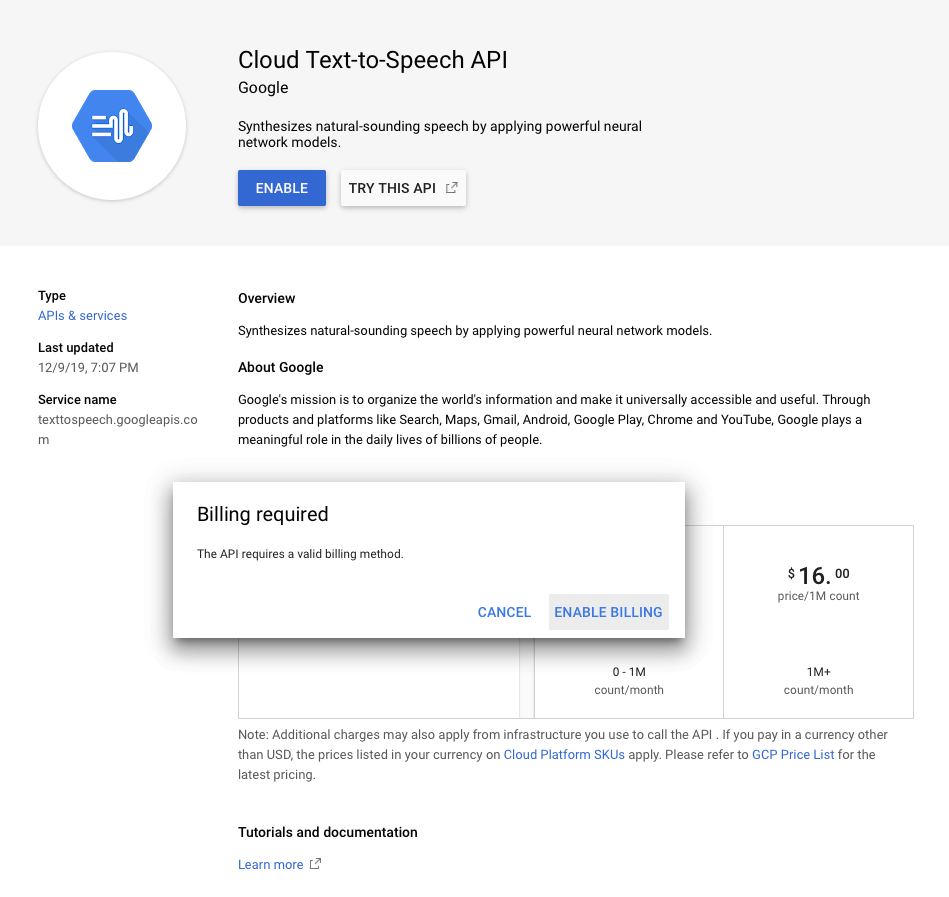 Cloud Text-to-Speech API
Google
Synthesizes natural-sounding speech by applying powerful neural
network models.
ENABLE
TRY THIS API
Type
APIs & services
Last updated
12/9/19, 7:07 PM
Service name
texttospeech.googleapis.co
m
Overview
Synthesizes natural-sounding speech by applying powerful neural network models.
About Google
Google's mission is to organize the world's information and make it universally accessible and useful. Through
products and platforms like Search, Maps, Gmail, Android, Google Play, Chrome and YouTube, Google plays a
meaningful role in the daily lives of billions of people.
Billing required
The API requires a valid billing method.
CANCEL
ENABLE BILLING
$ 16. 00
price/1M count
0 - 1M
count/month
1M+
count/month
Note: Additional charges may also apply from infrastructure you use to call the API . If you pay in a currency other
than USD, the prices listed in your currency on Cloud Platform SKUs apply. Please refer to GCP Price List for the
latest pricing.
Tutorials and documentation
Learn more